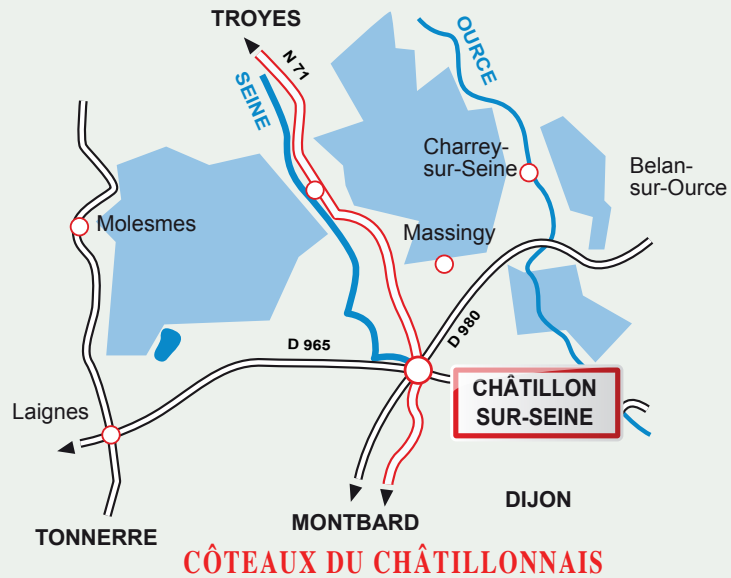 TROYES
N 71
SEINE
OURCE
Charrey-
sur-Seine
Belan-
sur-Ource
Molesmes
Massingy
D 980
D 965
CHÂTILLON
SUR-SEINE
Laignes
DIJON
MONTBARD
TONNERRE
CÔTEAUX DU CHÂTILLONNAIS